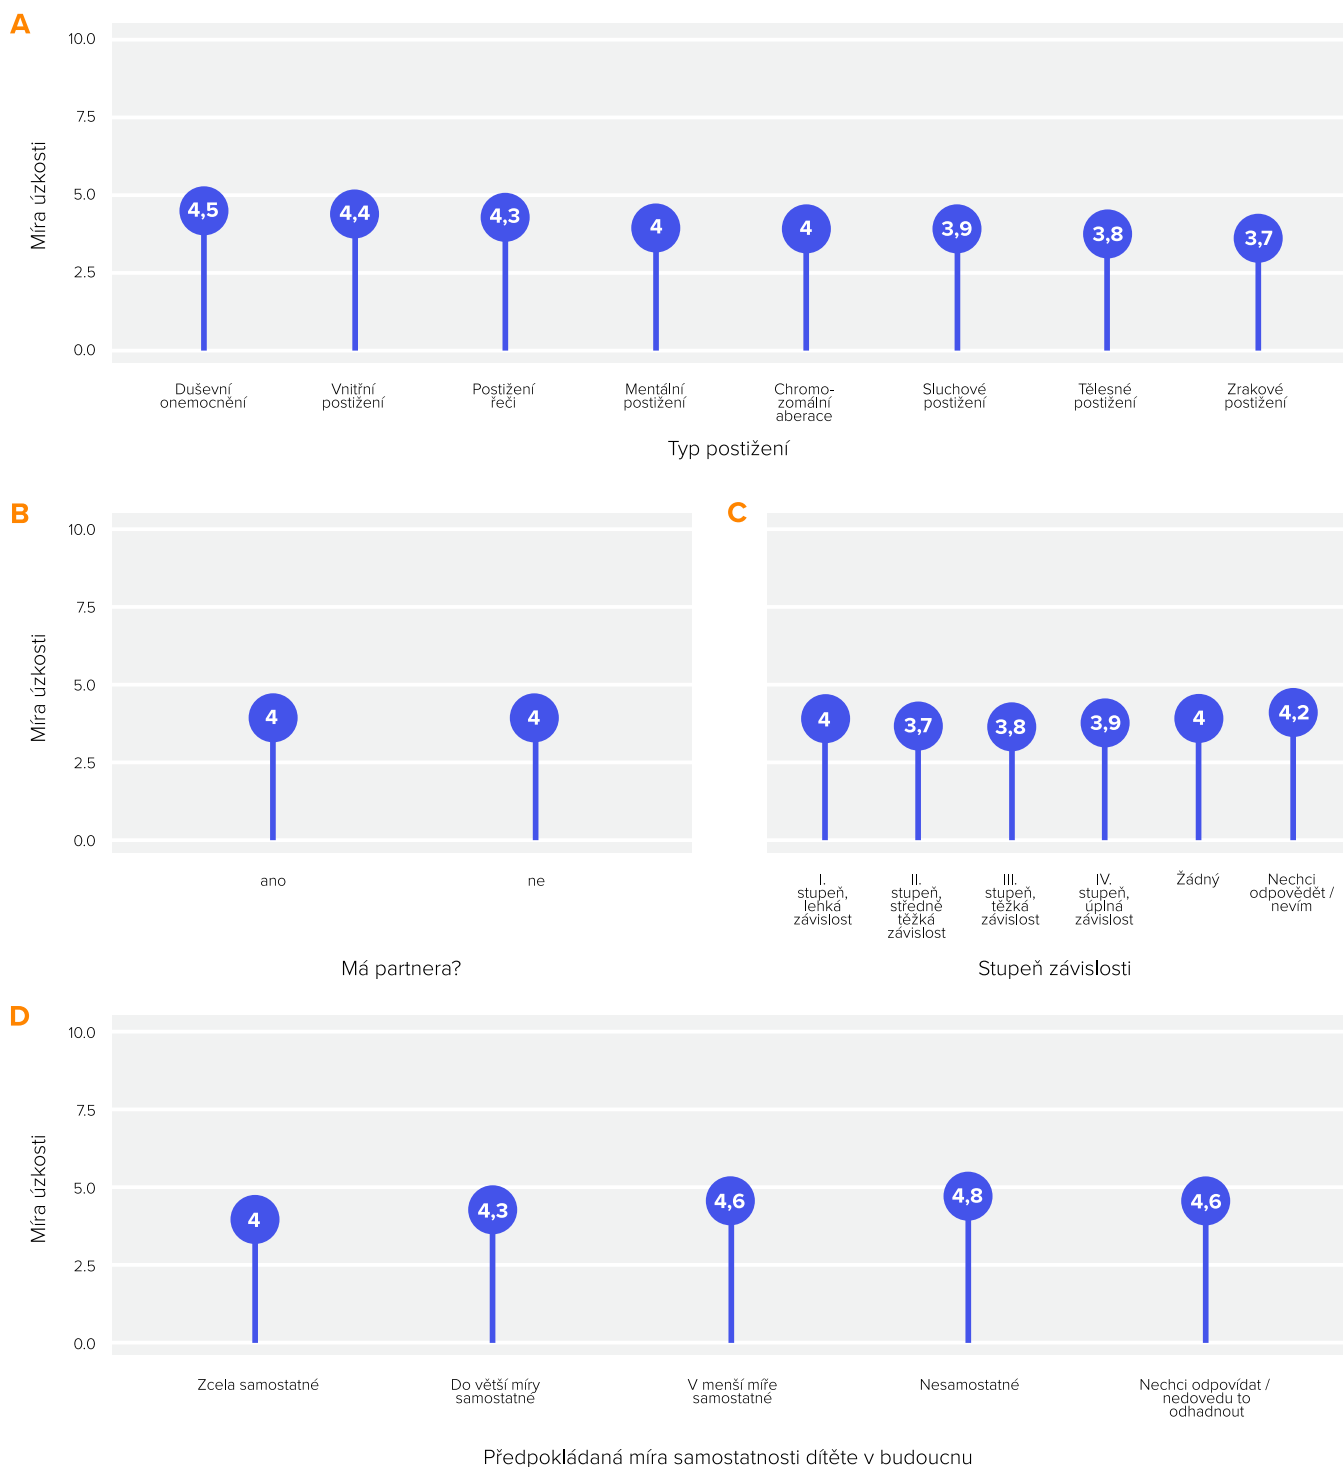 A
10.0
7.5
5.0
2.5
0.0
Míra úzkosti
4,5
4,4
4,3
4
4
3,9
3,8
3,7
Duševní
onemocnění
Vnitřní
postižení
Postižení
řeči
Mentální
postižení
Chromo-
zomální
aberace
Sluchové
postižení
Tělesné
postižení
Zrakové
postižení
Typ postižení
B
10.0
7.5
5.0
2.5
0.0
Míra úzkosti
4
4
ano
ne
Má partnera?
C
4
3,7
3,8
3,9
4
4,2
I.
stupeň,
lehká
závislost
II.
stupeň,
středně
těžká
závislost
III.
stupeň,
těžká
závislost
IV.
stupeň,
úplná
závislost
Žádný
Nechci
odpovědět /
nevím
Stupeň závislosti
D
10.0
7.5
5.0
2.5
0.0
Míra úzkosti
4
4,3
4,6
4,8
4,6
Zcela samostatné
Do větší míry
samostatné
V menší míře
samostatné
Nesamostatné
Nechci odpovídat /
nedovedu to
odhadnout
Předpokládaná míra samostatnosti dítěte v budoucnu